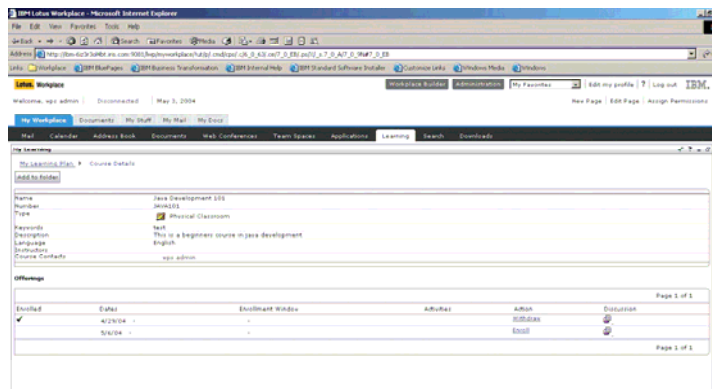 IBM Lotus Workplace - Microsoft Internet Explorer
File Edit View Favorites Tools Help
Back Search Favorites Media
Address
Links Workplace IBM BluePages IBM Business Transformation IBM Internal Help IBM Standard Software Installer Customize Links Windows Media Windows
Lotus. Workplace Workplace Builder Administration My Favorites Edit my profile ? Log out IBM.
Welcome, wpc admin Disconnected May 3, 2004 New Page Edit Page Assign Permissions
My Workplace Documents My Stuff My Mail My Docs
Mail Calendar Address Book Documents Web Conferences Team Spaces Applications Learning Search Downloads
My Learning
My Learning Plan Course Details
Add to folder
Name Java Development 101
Number JAVA101
Type Physical Classroom
Keywords test
Description This is a beginners course in java development
Language English
Instructors
Course Contacts wpc admin
Offerings
Page 1 of 1
Enrolled Dates Enrollment Window Activities Action Discussion
✔ 4/29/04 - - Withdraw
5/6/04 - - Enroll
Page 1 of 1